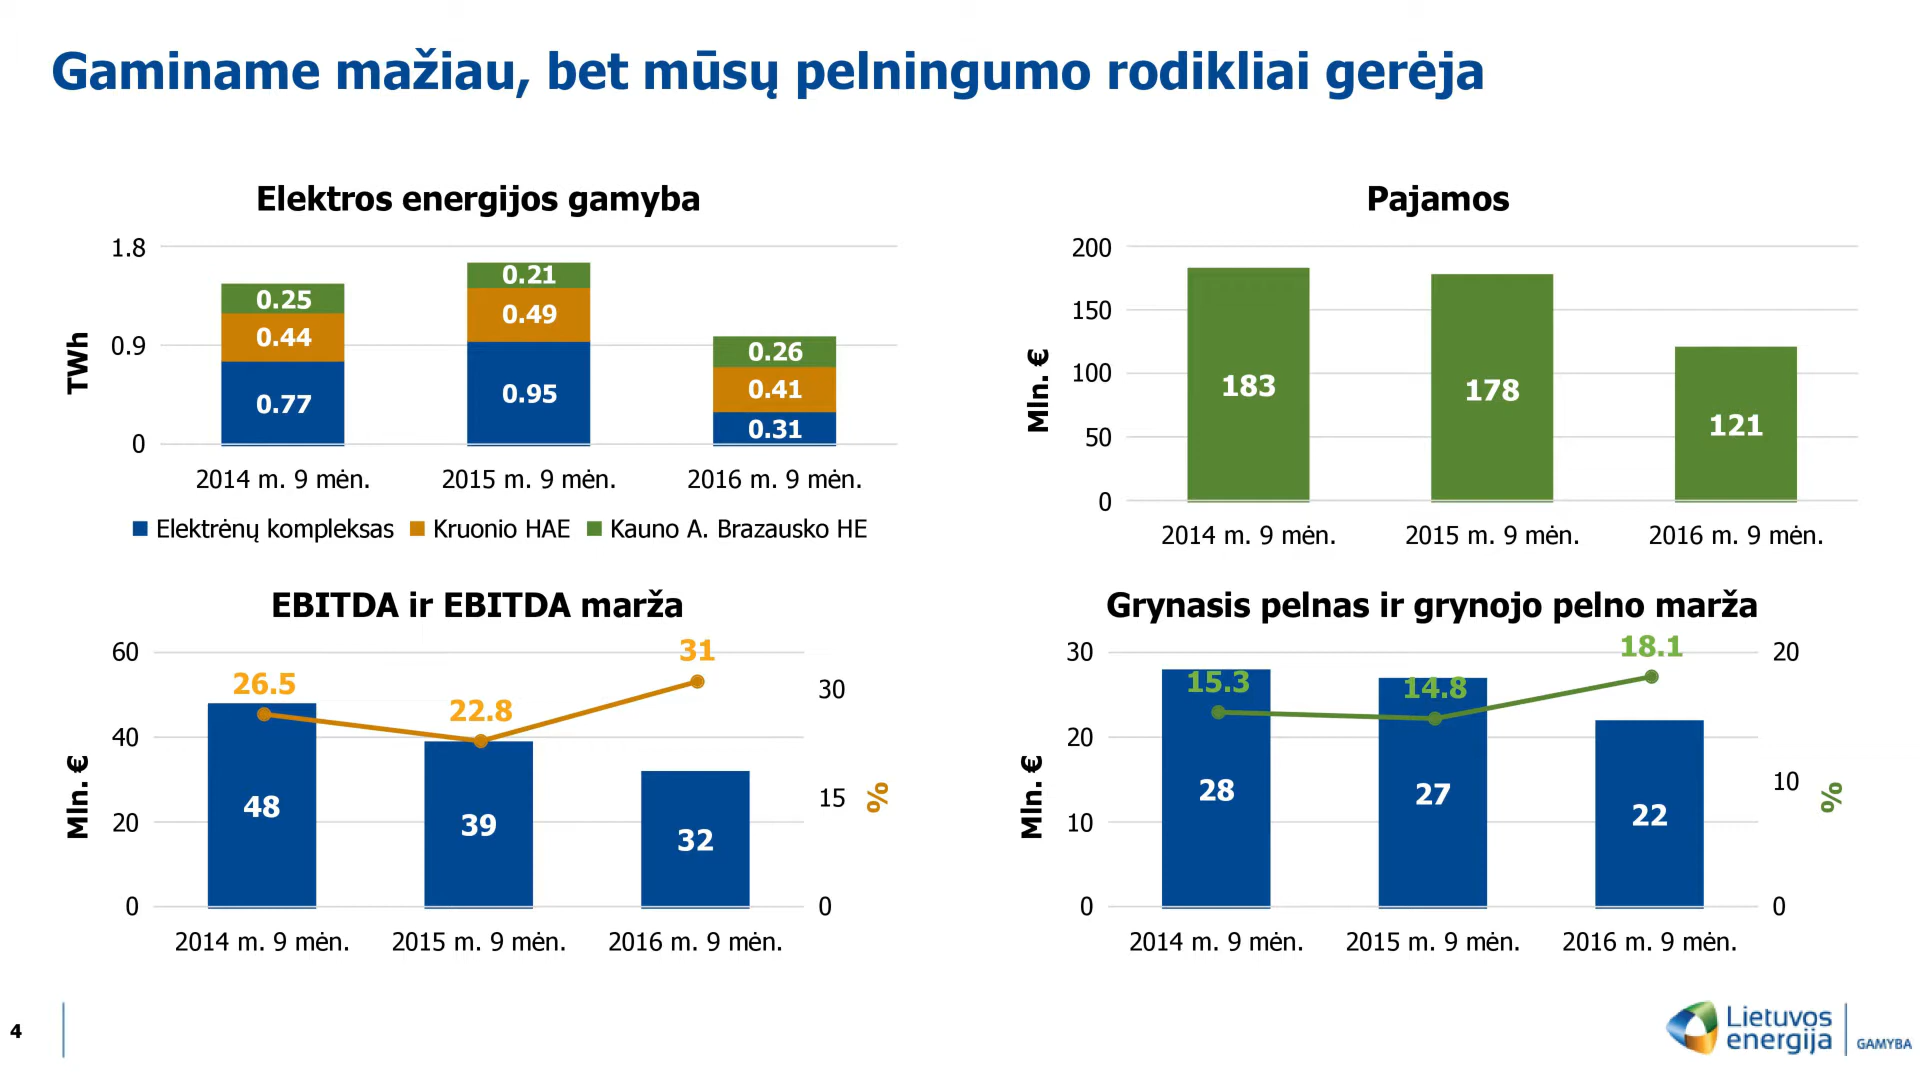 Gaminame mažiau, bet mūsų pelningumo rodikliai gerėja
Elektros energijos gamyba
TWh
1.8
0.9
0
0.25
0.44
0.77
0.21
0.49
0.95
0.26
0.41
0.31
2014 m. 9 mėn.
2015 m. 9 mėn.
2016 m. 9 mėn.
Elektrėnų kompleksas
Kruonio HAE
Kauno A. Brazausko HE
Pajamos
Mln. €
200
150
100
50
0
183
178
121
2014 m. 9 mėn.
2015 m. 9 mėn.
2016 m. 9 mėn.
EBITDA ir EBITDA marža
Mln. €
60
40
20
0
26.5
22.8
31
48
39
32
30
15
0
%
2014 m. 9 mėn.
2015 m. 9 mėn.
2016 m. 9 mėn.
Grynasis pelnas ir grynojo pelno marža
Mln. €
30
20
10
0
15.3
14.8
18.1
28
27
22
20
10
0
%
2014 m. 9 mėn.
2015 m. 9 mėn.
2016 m. 9 mėn.
4
Lietuvos
energija
GAMYBA